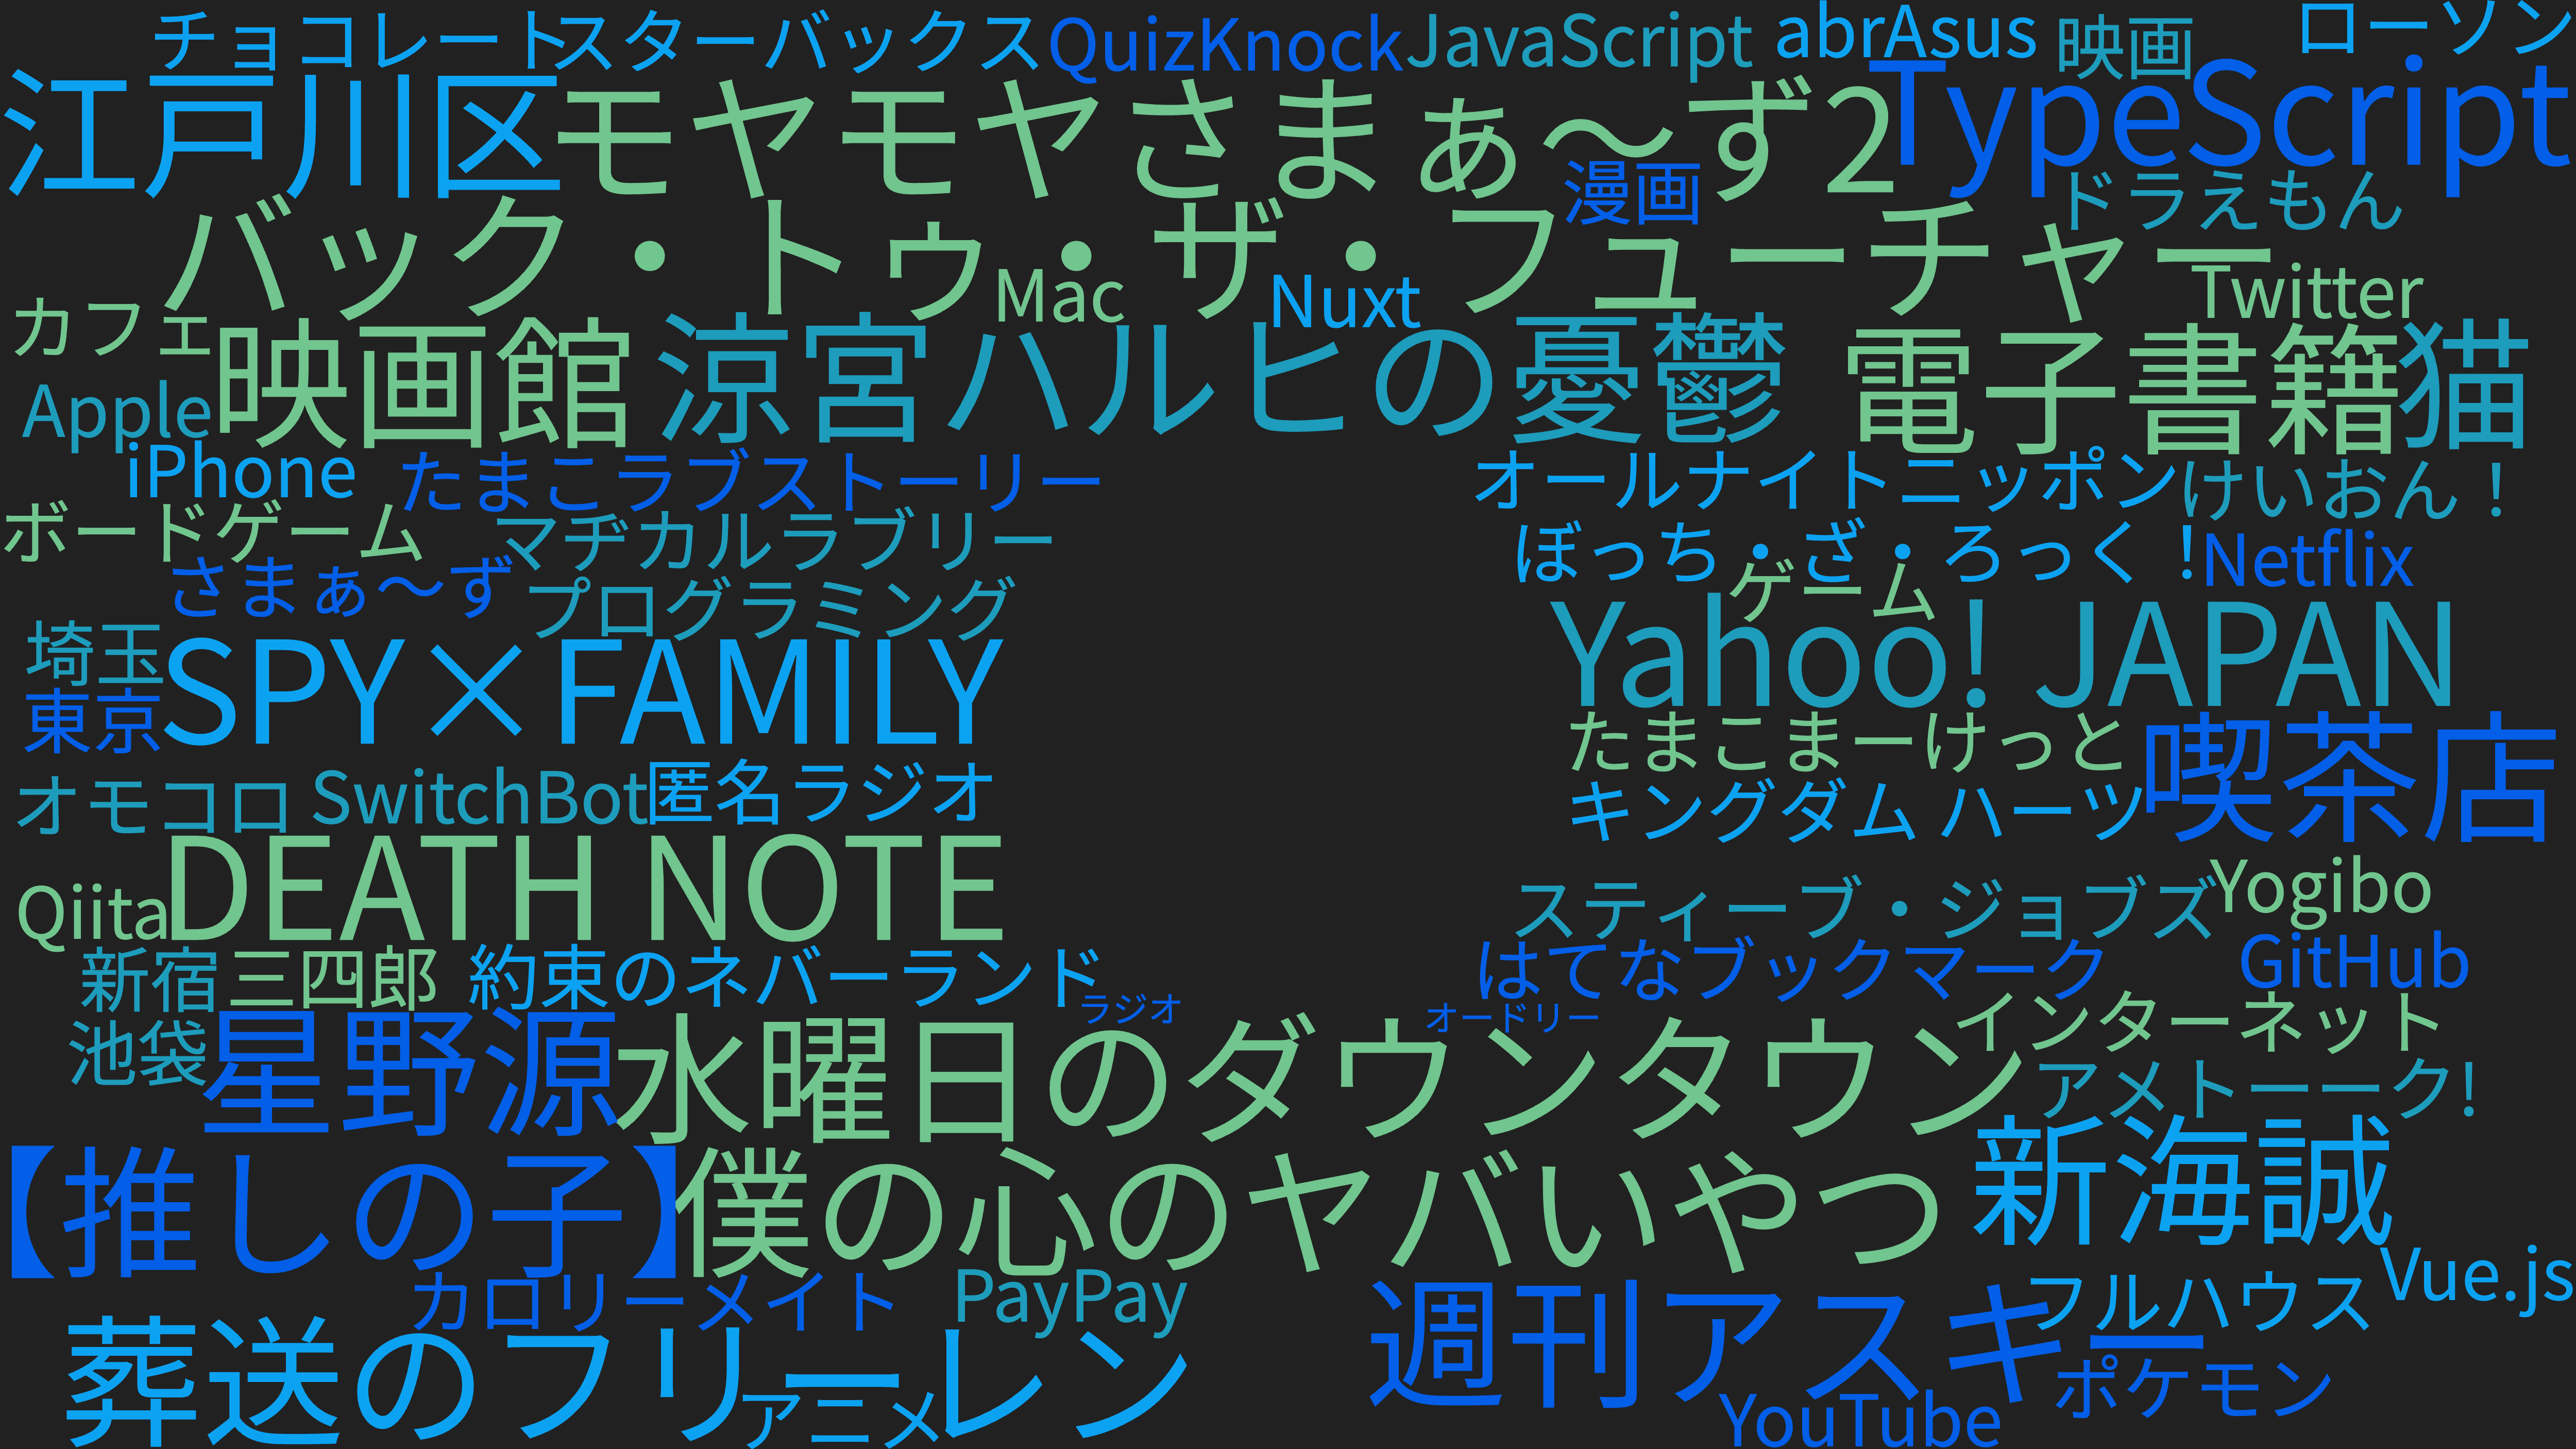 チョコレート
スターバックス
QuizKnock
JavaScript
abrAsus
映画
ローソン
江戸川区
モヤモヤさまぁ〜ず2
TypeScript
漫画
ドラえもん
バック・トゥ・ザ・フューチャー
Mac
Nuxt
Twitter
カフェ
映画館
涼宮ハルヒの憂鬱
電子書籍
猫
Apple
iPhone
たまこラブストーリー
オールナイトニッポン
けいおん！
ボードゲーム
マヂカルラブリー
ぼっち・ざ・ろっく！
Netflix
さまぁ〜ず
プログラミング
ゲーム
埼玉
SPY×FAMILY
Yahoo! JAPAN
東京
たまこまーけっと
喫茶店
オモコロ
SwitchBot
匿名ラジオ
キングダム ハーツ
DEATH NOTE
Qiita
スティーブ・ジョブズ
Yogibo
新宿
三四郎
約束のネバーランド
はてなブックマーク
GitHub
ラジオ
オードリー
インターネット
池袋
星野源
水曜日のダウンタウン
アメトーーク!
【推しの子】
僕の心のヤバいやつ
新海誠
カロリーメイト
PayPay
フルハウス
Vue.js
葬送のフリーレン
週刊アスキー
アニメ
ポケモン
YouTube